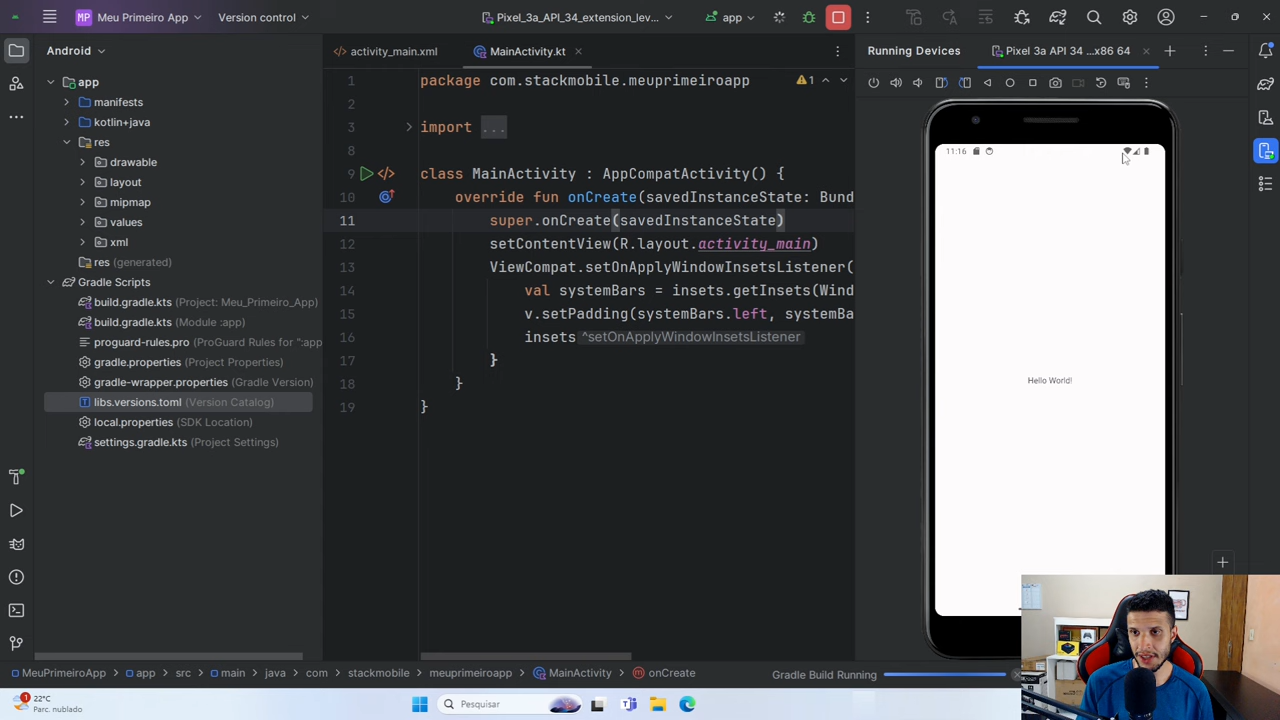 MP Meu Primeiro App
Version control
Pixel_3a_API_34_extension_lev...
app
Android
activity_main.xml
MainActivity.kt
Running Devices
Pixel 3a API 34 ...x86 64
app
manifests
kotlin+java
res
drawable
layout
mipmap
values
xml
res (generated)
Gradle Scripts
build.gradle.kts (Project: Meu_Primeiro_App)
build.gradle.kts (Module :app)
proguard-rules.pro (ProGuard Rules for ":app
gradle.properties (Project Properties)
gradle-wrapper.properties (Gradle Version)
libs.versions.toml (Version Catalog)
local.properties (SDK Location)
settings.gradle.kts (Project Settings)
1 package com.stackmobile.meuprimeiroapp
1
2
3 import ...
8
9 class MainActivity : AppCompatActivity() {
10 override fun onCreate(savedInstanceState: Bund
11 super.onCreate(savedInstanceState)
12 setContentView(R.layout.activity_main)
13 ViewCompat.setOnApplyWindowInsetsListener(
14 val systemBars = insets.getInsets(Wind
15 v.setPadding(systemBars.left, systemBa
16 insets ^setOnApplyWindowInsetsListener
17 }
18 }
19 }
11:16
Hello World!
MeuPrimeiroApp > app > src > main > java > com > stackmobile > meuprimeiroapp > MainActivity > onCreate
Gradle Build Running
1
22°C
Parc. nublado
Pesquisar